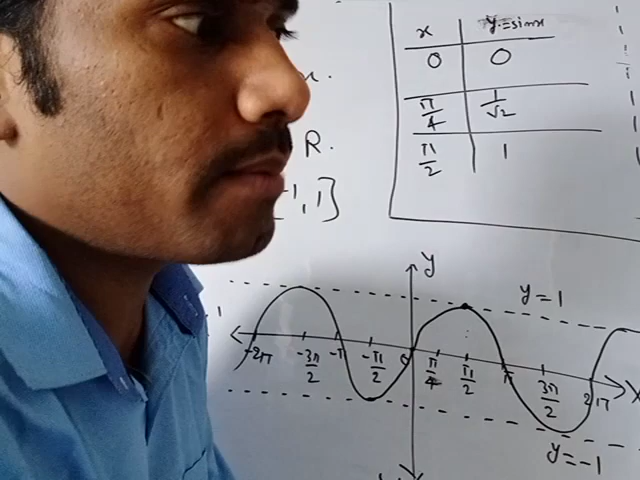 x y=sinx
0 0
π/4 1/√2
π/2 1
x.
R.
-1, 1]
Y
y=1
-2π -3π/2 -π -π/2 0 π/4 π/2 π 3π/2 2π X
y=-1